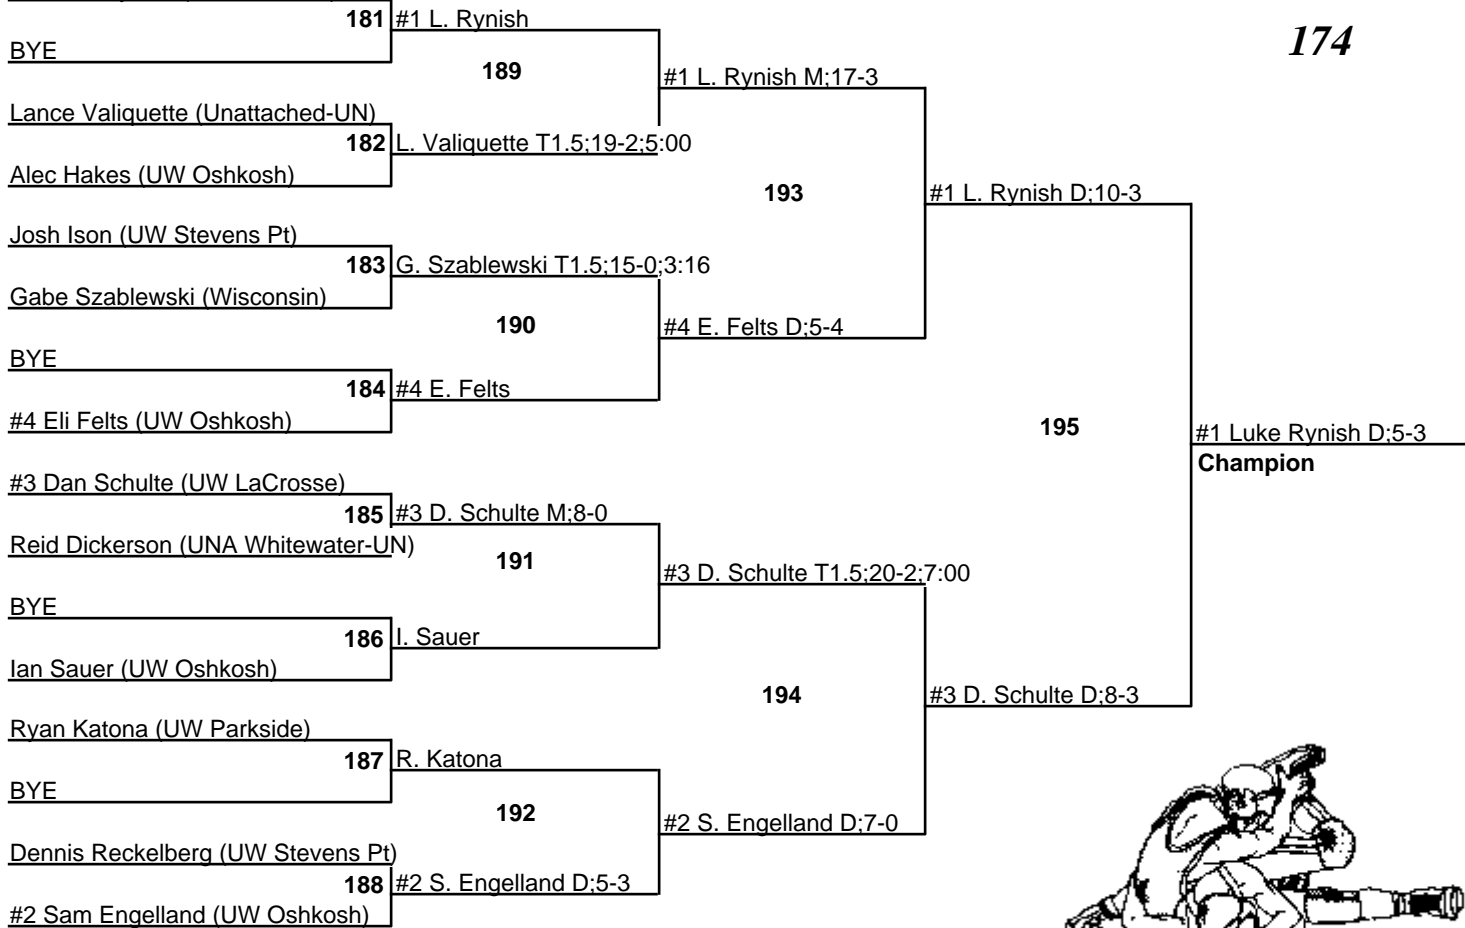 181 #1 L. Rynish
174
BYE
189
#1 L. Rynish M;17-3
Lance Valiquette (Unattached-UN)
182 L. Valiquette T1.5;19-2;5:00
Alec Hakes (UW Oshkosh)
193
#1 L. Rynish D;10-3
Josh Ison (UW Stevens Pt)
183 G. Szablewski T1.5;15-0;3:16
Gabe Szablewski (Wisconsin)
190
#4 E. Felts D;5-4
BYE
184 #4 E. Felts
#4 Eli Felts (UW Oshkosh)
195
#1 Luke Rynish D;5-3
Champion
#3 Dan Schulte (UW LaCrosse)
185 #3 D. Schulte M;8-0
Reid Dickerson (UNA Whitewater-UN)
191
#3 D. Schulte T1.5;20-2;7:00
BYE
186 I. Sauer
Ian Sauer (UW Oshkosh)
194
#3 D. Schulte D;8-3
Ryan Katona (UW Parkside)
187 R. Katona
BYE
192
#2 S. Engelland D;7-0
Dennis Reckelberg (UW Stevens Pt)
188 #2 S. Engelland D;5-3
#2 Sam Engelland (UW Oshkosh)